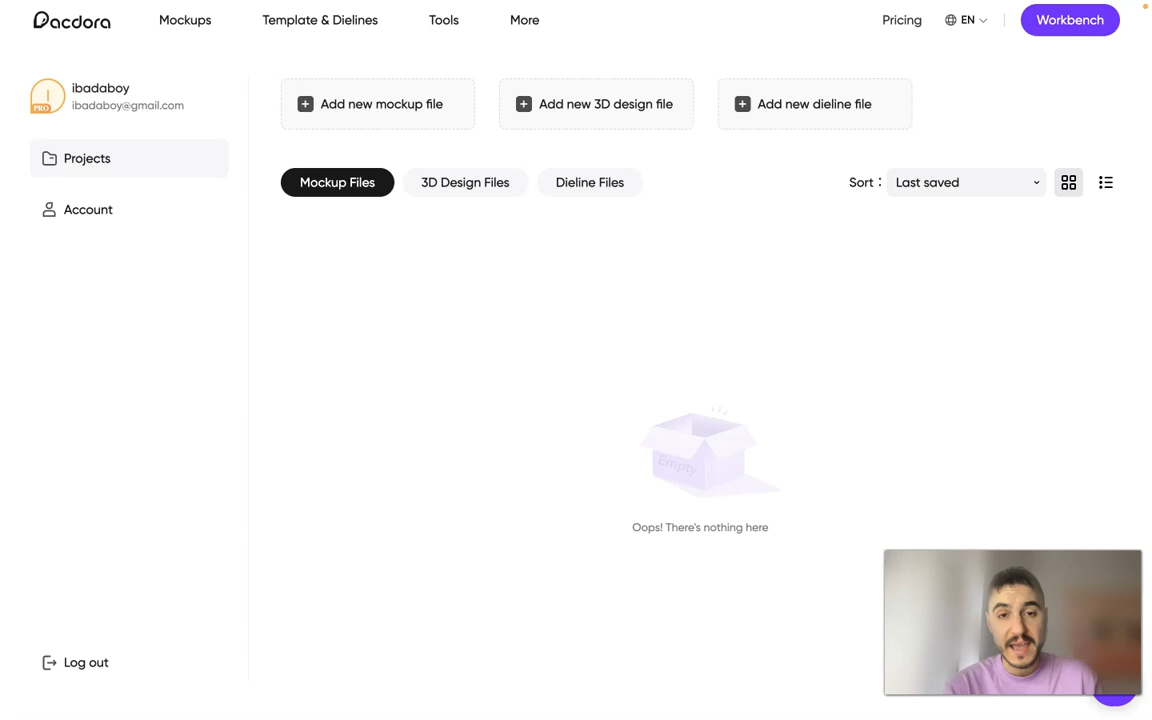 Pacdora
Mockups
Template & Dielines
Tools
More
Pricing
EN
Workbench
PRO
ibadaboy
ibadaboy@gmail.com
Add new mockup file
Add new 3D design file
Add new dieline file
Projects
Account
Mockup Files
3D Design Files
Dieline Files
Sort :
Last saved
Empty
Oops! There's nothing here
Log out